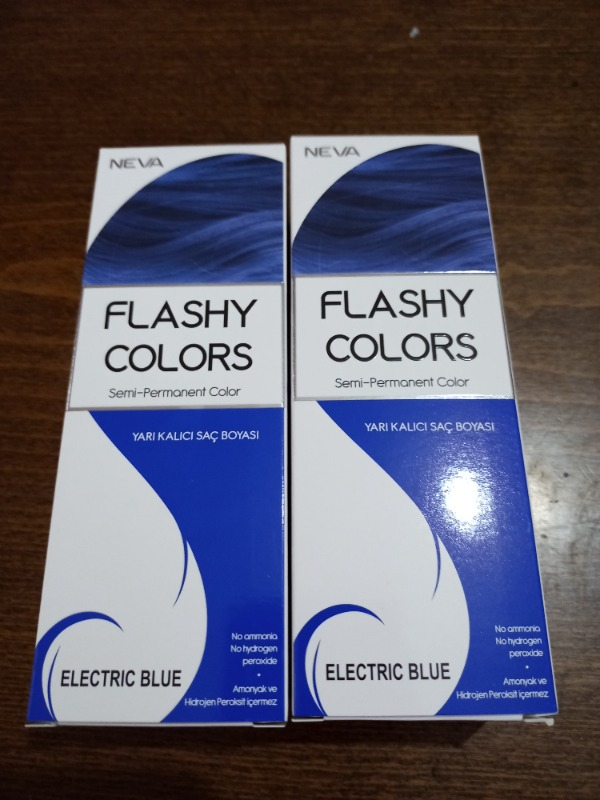 NEVA
FLASHY
COLORS
Semi-Permanent Color
YARI KALICI SAÇ BOYASI
No ammonia
No hydrogen
peroxide
•
Amonyak ve
Hidrojen Peroksit içermez
ELECTRIC BLUE
NEVA
FLASHY
COLORS
Semi-Permanent Color
YARI KALICI SAÇ BOYASI
No ammonia
No hydrogen
peroxide
•
Amonyak ve
Hidrojen Peroksit içermez
ELECTRIC BLUE